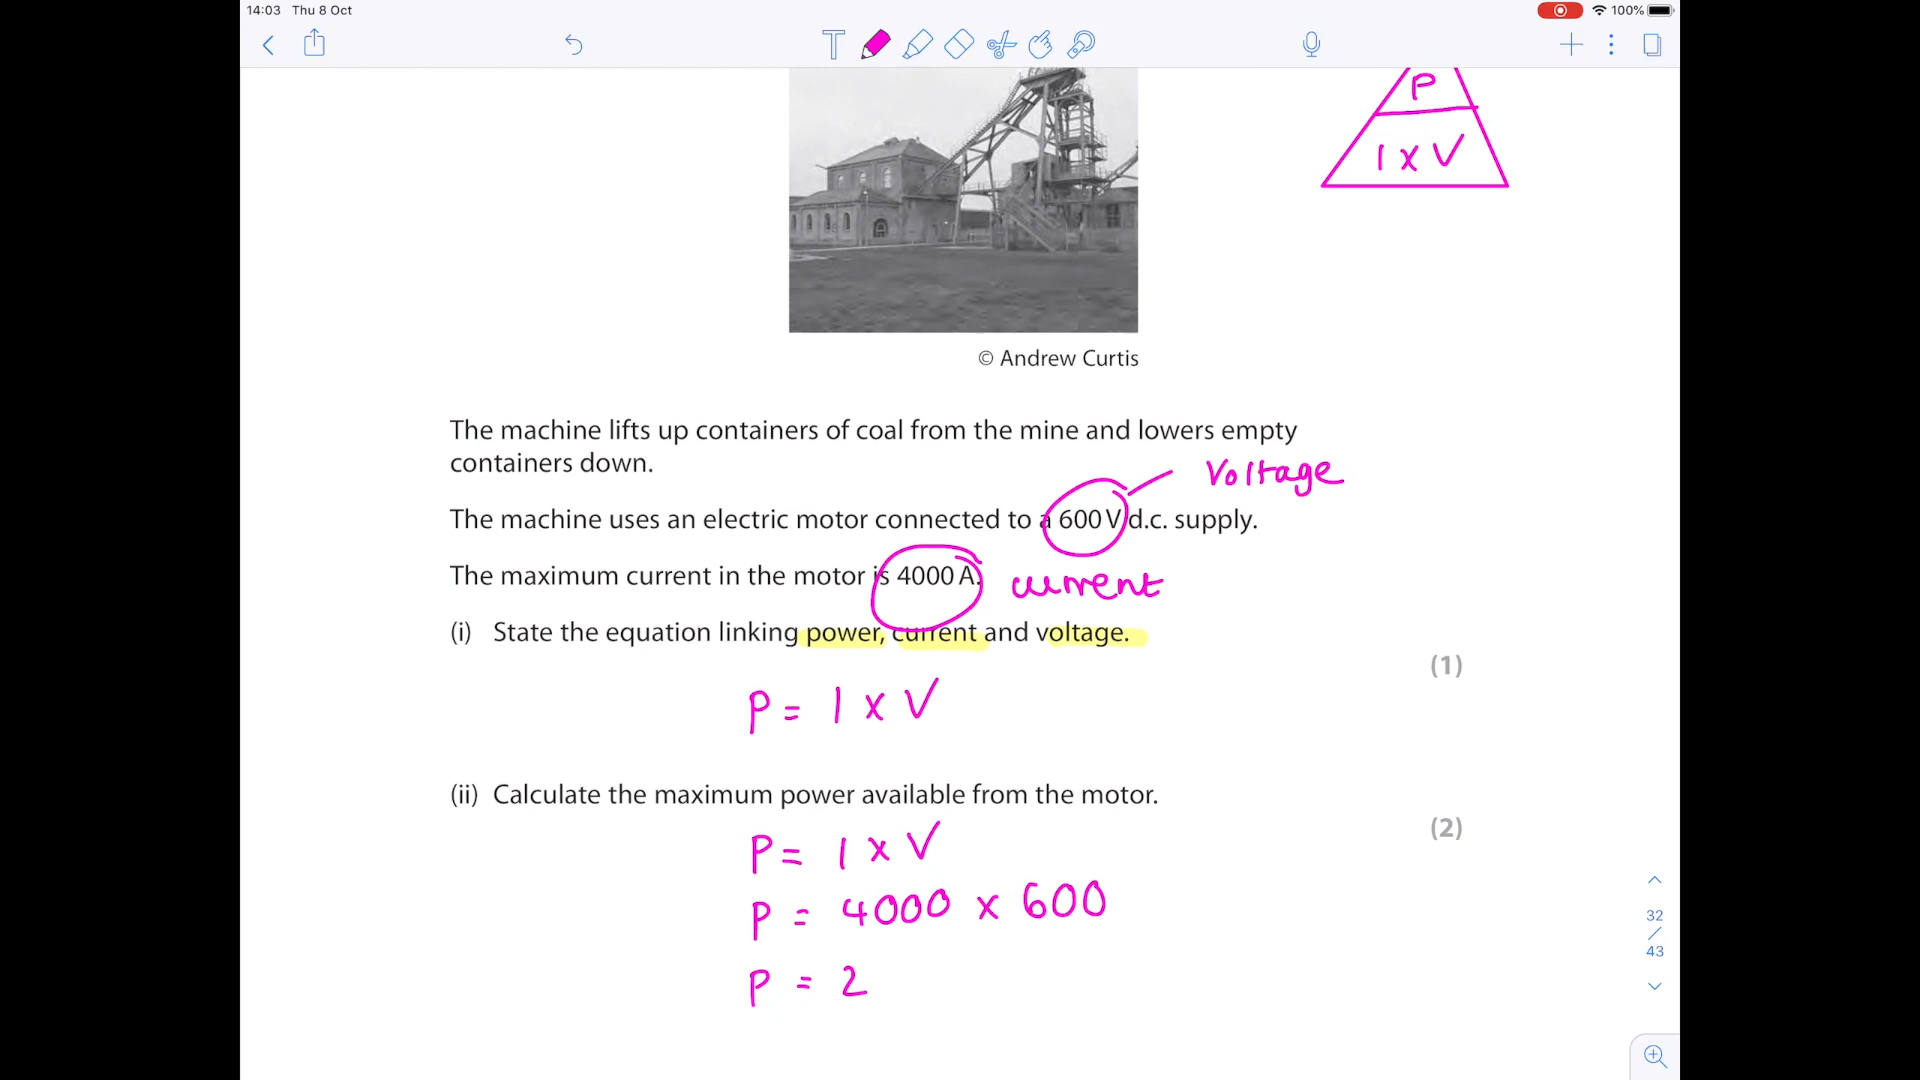 14:03 Thu 8 Oct
100%
T
P
I x V
© Andrew Curtis
The machine lifts up containers of coal from the mine and lowers empty
containers down.
Voltage
The machine uses an electric motor connected to a 600 V d.c. supply.
The maximum current in the motor is 4000 A.
current
(i) State the equation linking power, current and voltage.
(1)
P = I x V
(ii) Calculate the maximum power available from the motor.
(2)
P = I x V
P = 4000 x 600
P = 2
32
/
43